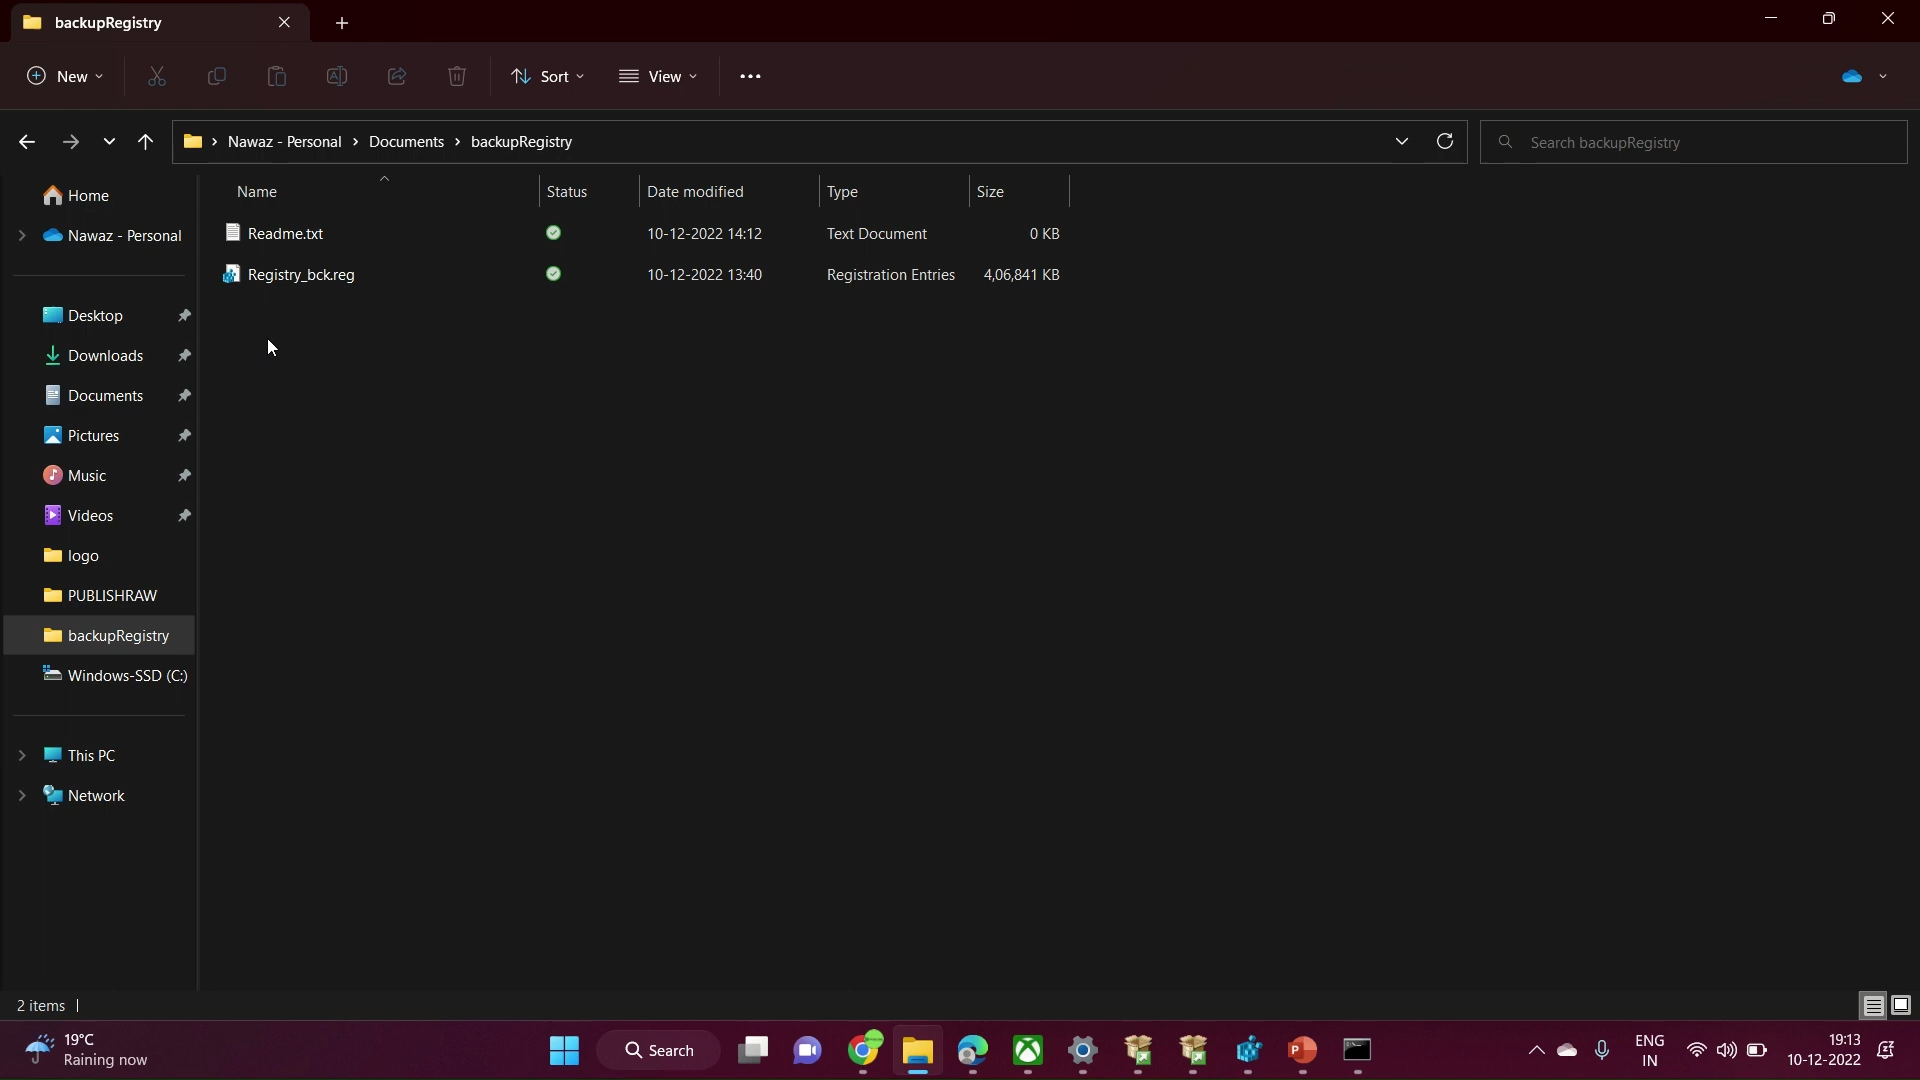 backupRegistry
New
Sort
View
Nawaz - Personal > Documents > backupRegistry
Search backupRegistry
Home
Nawaz - Personal
Desktop
Downloads
Documents
Pictures
Music
Videos
logo
PUBLISHRAW
backupRegistry
Windows-SSD (C:)
This PC
Network
Name Status Date modified Type Size
Readme.txt 10-12-2022 14:12 Text Document 0 KB
Registry_bck.reg 10-12-2022 13:40 Registration Entries 4,06,841 KB
2 items
19°C
Raining now
Search
ENG
IN
19:13
10-12-2022